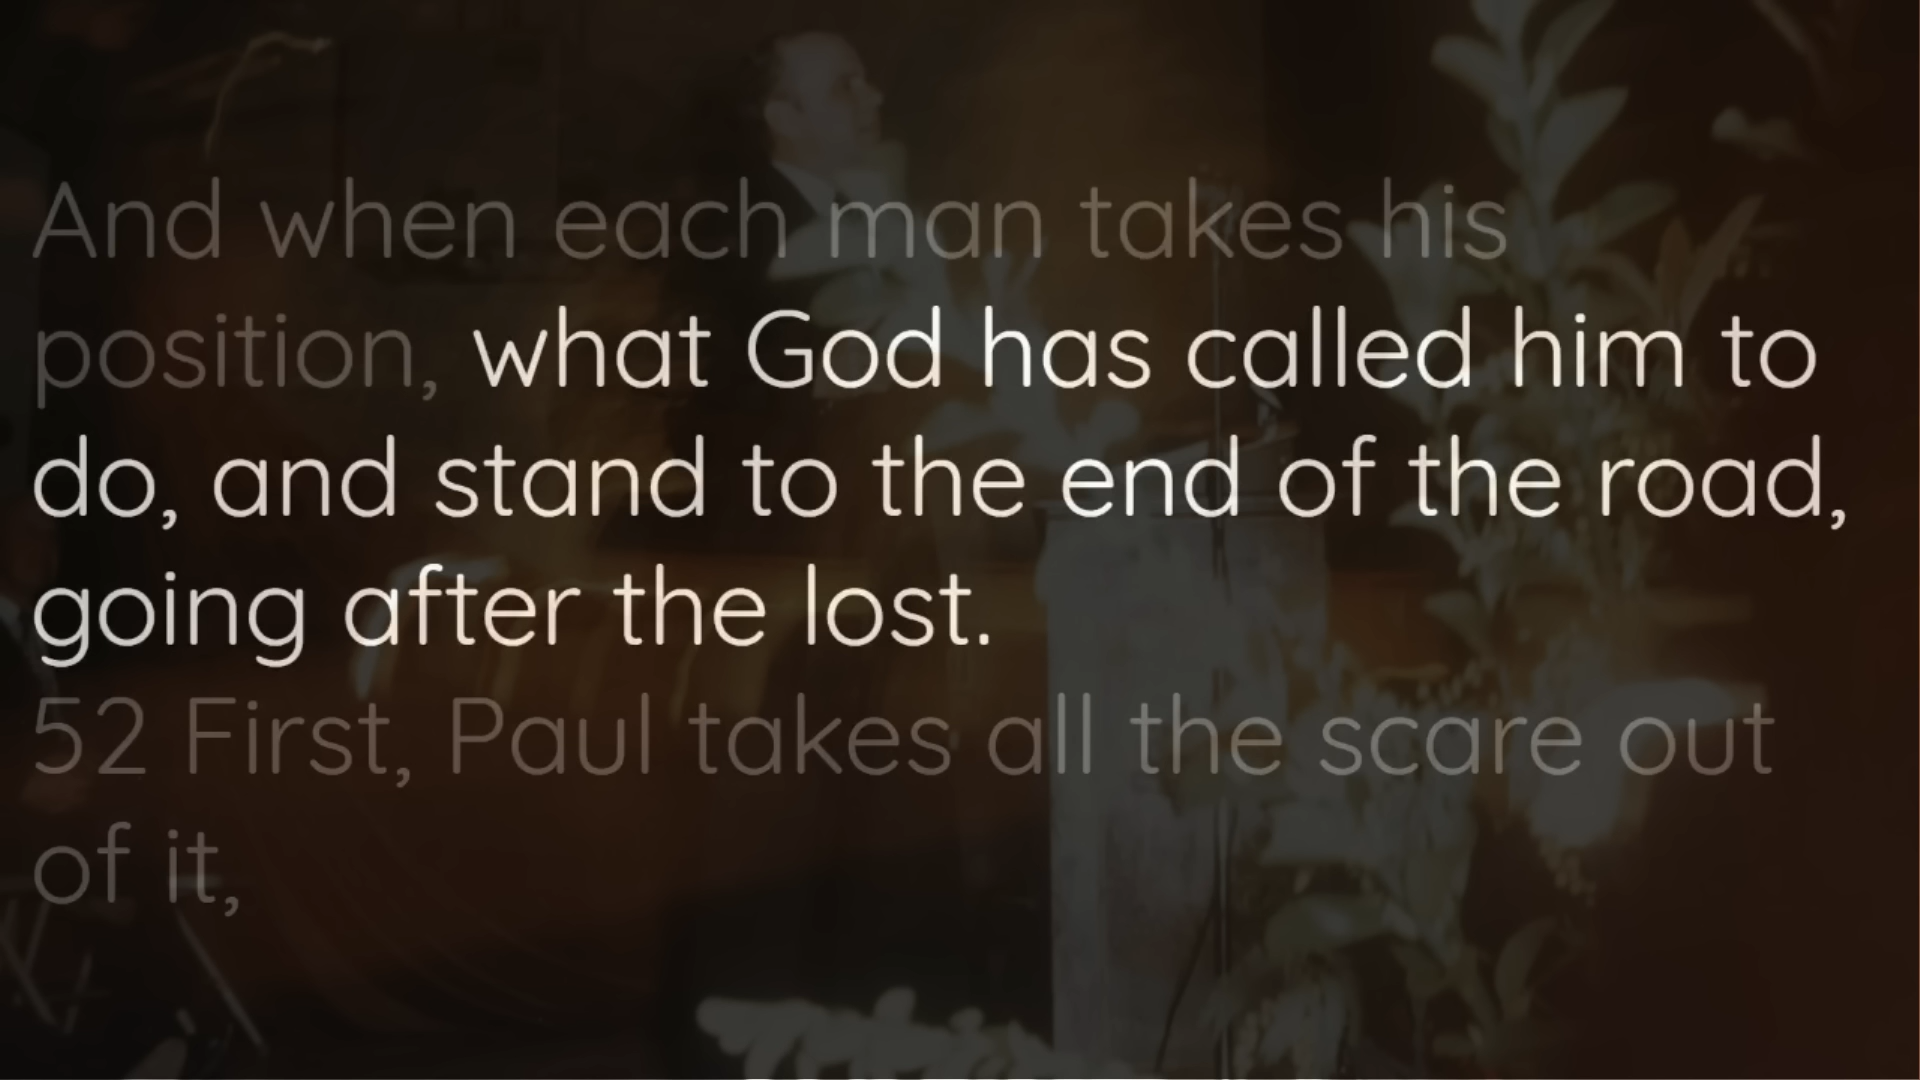 And when each man takes his
position, what God has called him to
do, and stand to the end of the road,
going after the lost.
52 First, Paul takes all the scare out
of it,